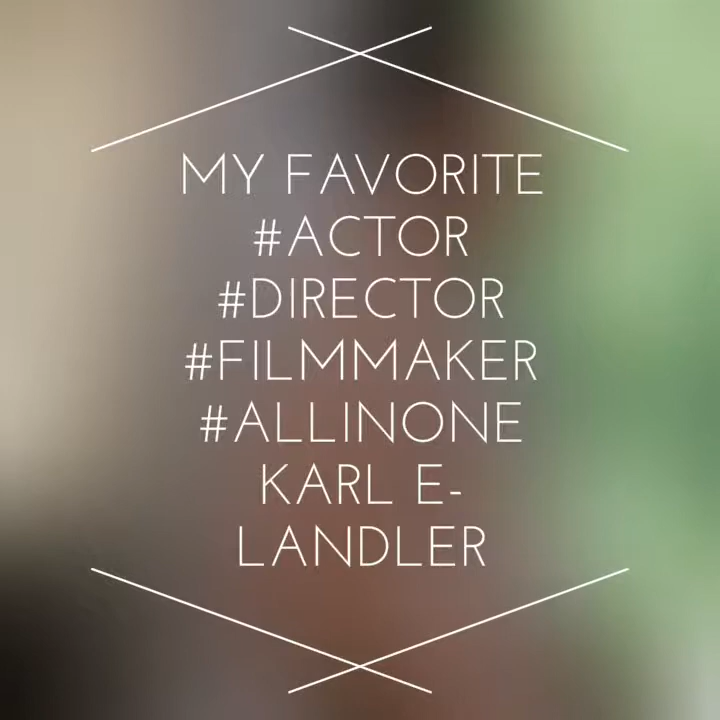 MY FAVORITE
#ACTOR
#DIRECTOR
#FILMMAKER
#ALLINONE
KARL E-
LANDLER